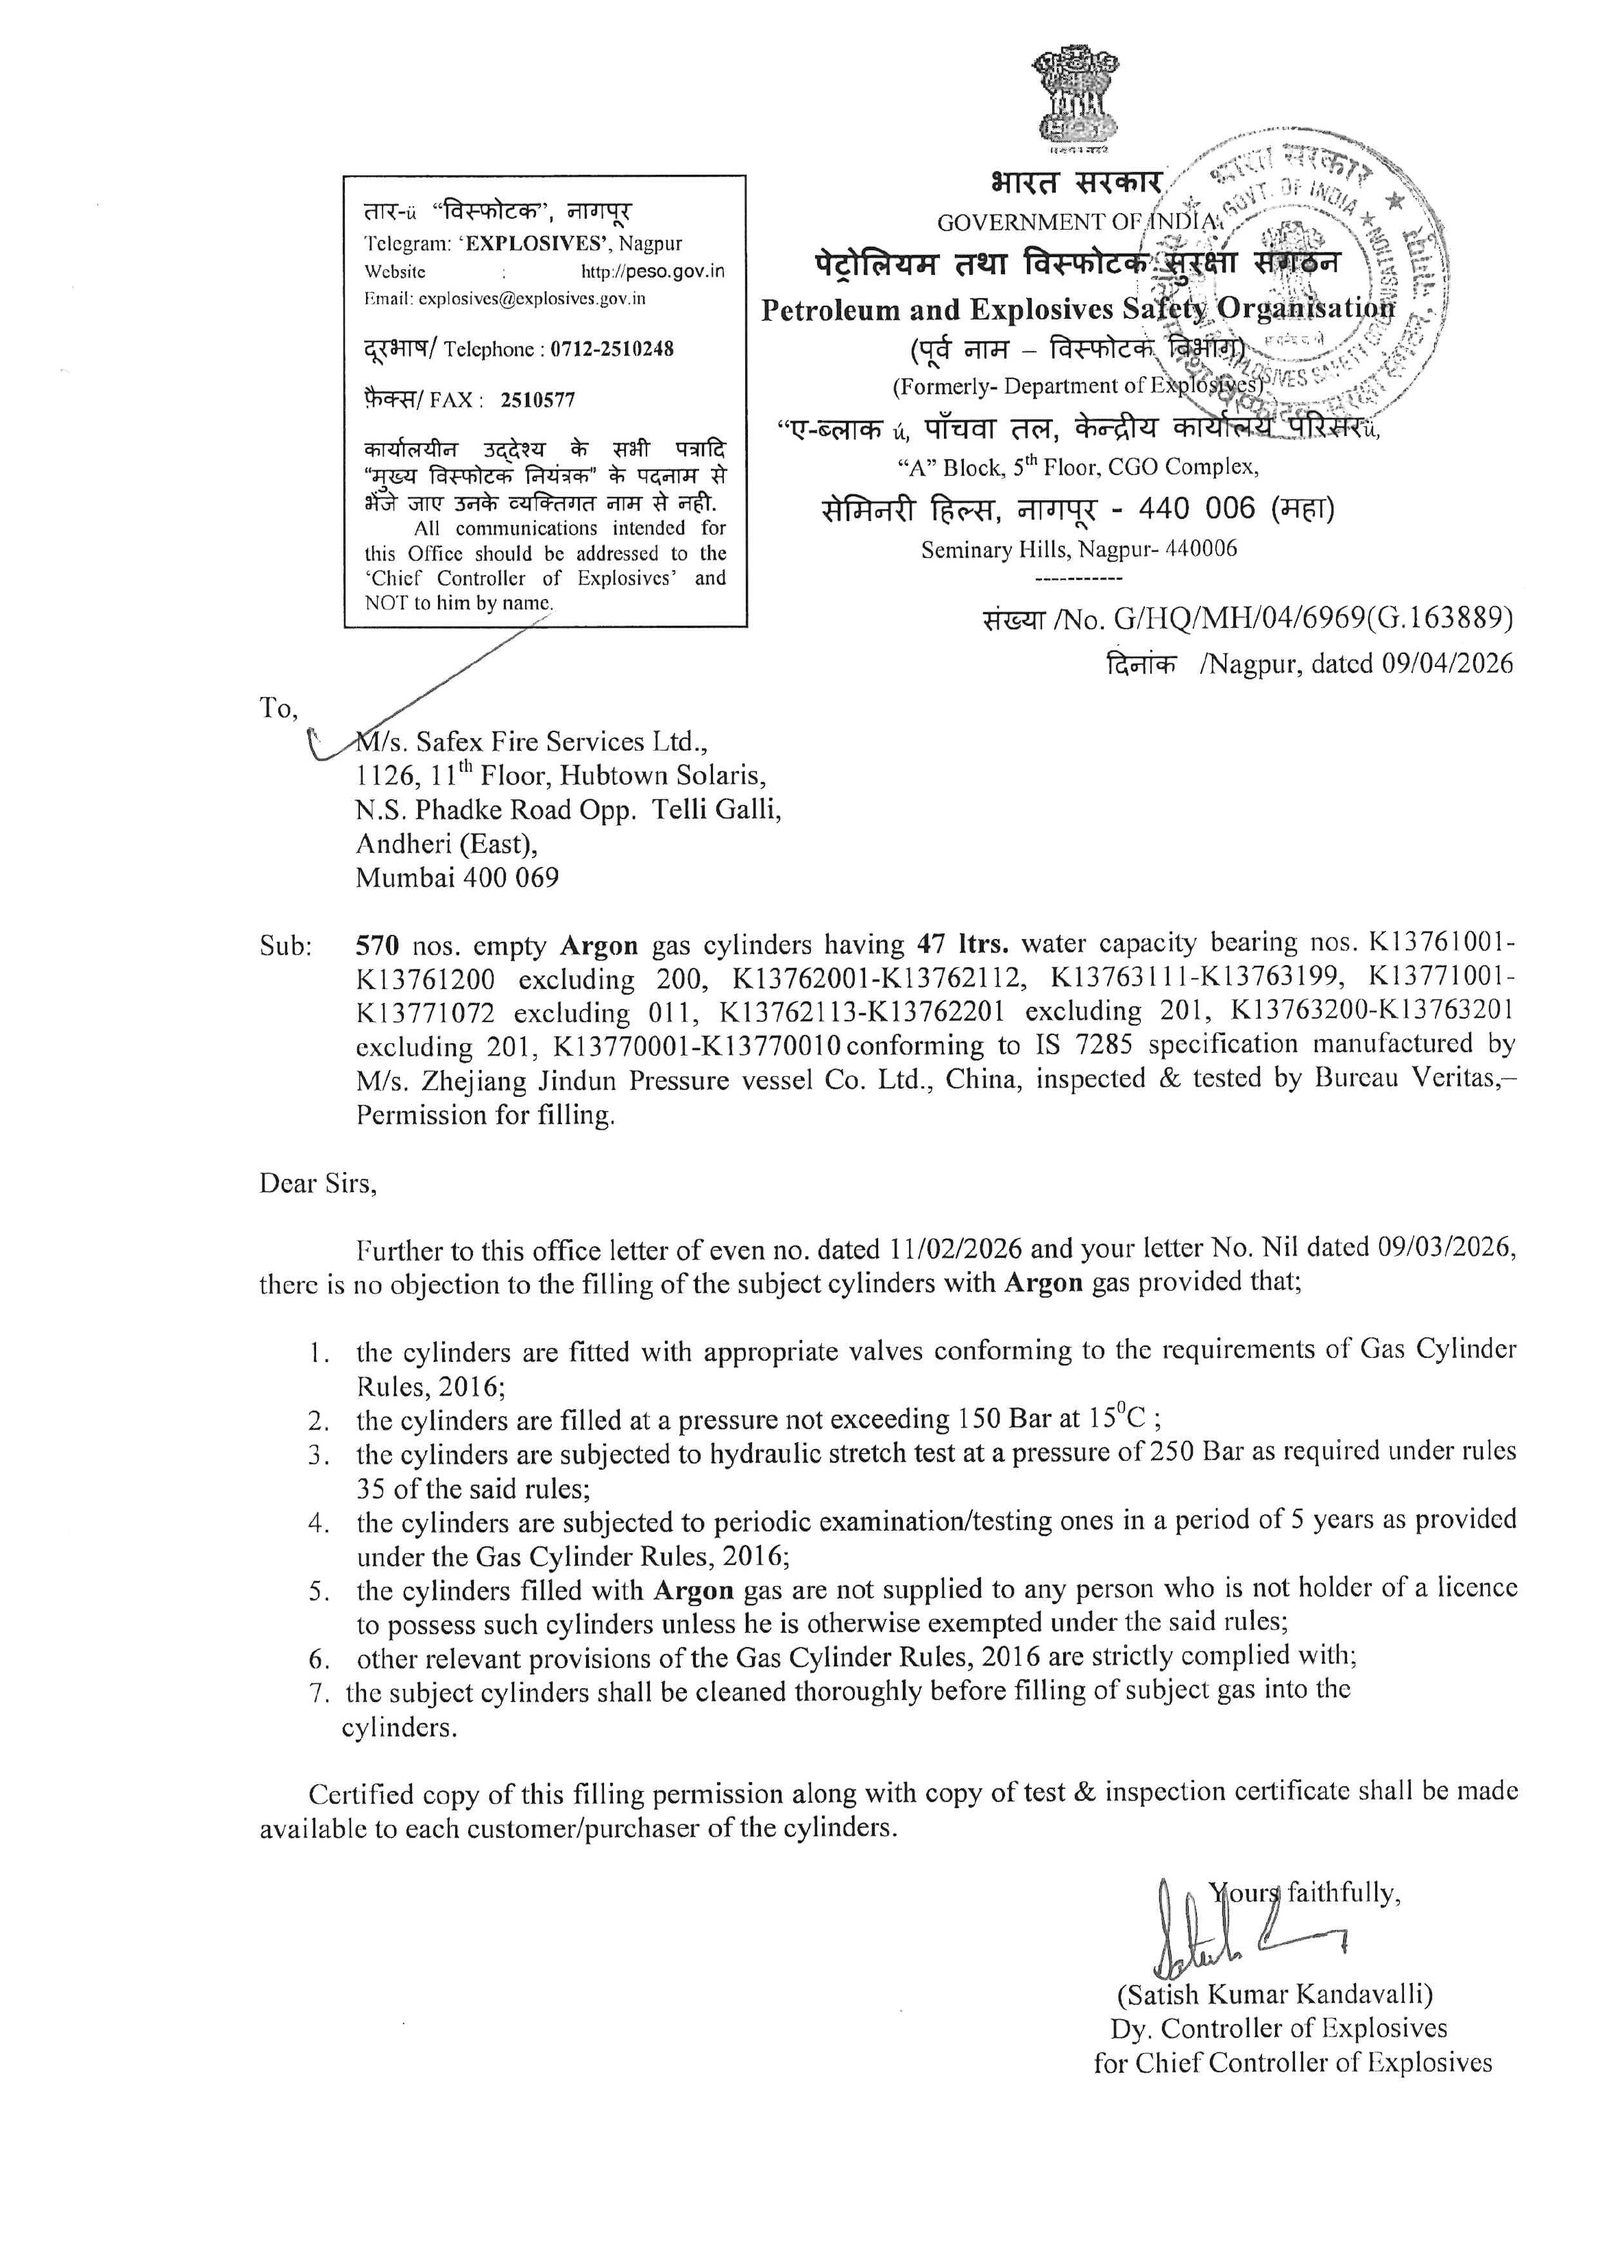 भारत सरकार
GOVERNMENT OF INDIA
पेट्रोलियम तथा विस्फोटक सुरक्षा संगठन
Petroleum and Explosives Safety Organisation
(पूर्व नाम – विस्फोटक विभाग)
(Formerly- Department of Explosives)
“ए-ब्लाक ú, पाँचवा तल, केन्द्रीय कार्यालय परिसरü,
“A” Block, 5th Floor, CGO Complex,
सेमिनरी हिल्स, नागपूर - 440 006 (महा)
Seminary Hills, Nagpur- 440006
-----------
तार-ü “विस्फोटक”, नागपूर
Telegram: ‘EXPLOSIVES’, Nagpur
Website : http://peso.gov.in
Email: explosives@explosives.gov.in
दूरभाष/ Telephone : 0712-2510248
फ़ैक्स/ FAX : 2510577
कार्यालयीन उद्देश्य के सभी पत्रादि
“मुख्य विस्फोटक नियंत्रक” के पदनाम से
भेंजे जाए उनके व्यक्तिगत नाम से नही.
All communications intended for
this Office should be addressed to the
‘Chief Controller of Explosives’ and
NOT to him by name.
भारत सरकार
GOVT. OF INDIA
EXPLOSIVES SAFETY ORGANISATION
संख्या /No. G/HQ/MH/04/6969(G.163889)
दिनांक /Nagpur, dated 09/04/2026
To,
M/s. Safex Fire Services Ltd.,
1126, 11th Floor, Hubtown Solaris,
N.S. Phadke Road Opp. Telli Galli,
Andheri (East),
Mumbai 400 069
Sub: 570 nos. empty Argon gas cylinders having 47 ltrs. water capacity bearing nos. K13761001-
K13761200 excluding 200, K13762001-K13762112, K13763111-K13763199, K13771001-
K13771072 excluding 011, K13762113-K13762201 excluding 201, K13763200-K13763201
excluding 201, K13770001-K13770010 conforming to IS 7285 specification manufactured by
M/s. Zhejiang Jindun Pressure vessel Co. Ltd., China, inspected & tested by Bureau Veritas,–
Permission for filling.
Dear Sirs,
Further to this office letter of even no. dated 11/02/2026 and your letter No. Nil dated 09/03/2026,
there is no objection to the filling of the subject cylinders with Argon gas provided that;
1. the cylinders are fitted with appropriate valves conforming to the requirements of Gas Cylinder
Rules, 2016;
2. the cylinders are filled at a pressure not exceeding 150 Bar at 15⁰C ;
3. the cylinders are subjected to hydraulic stretch test at a pressure of 250 Bar as required under rules
35 of the said rules;
4. the cylinders are subjected to periodic examination/testing ones in a period of 5 years as provided
under the Gas Cylinder Rules, 2016;
5. the cylinders filled with Argon gas are not supplied to any person who is not holder of a licence
to possess such cylinders unless he is otherwise exempted under the said rules;
6. other relevant provisions of the Gas Cylinder Rules, 2016 are strictly complied with;
7. the subject cylinders shall be cleaned thoroughly before filling of subject gas into the
cylinders.
Certified copy of this filling permission along with copy of test & inspection certificate shall be made
available to each customer/purchaser of the cylinders.
Yours faithfully,
(Satish Kumar Kandavalli)
Dy. Controller of Explosives
for Chief Controller of Explosives